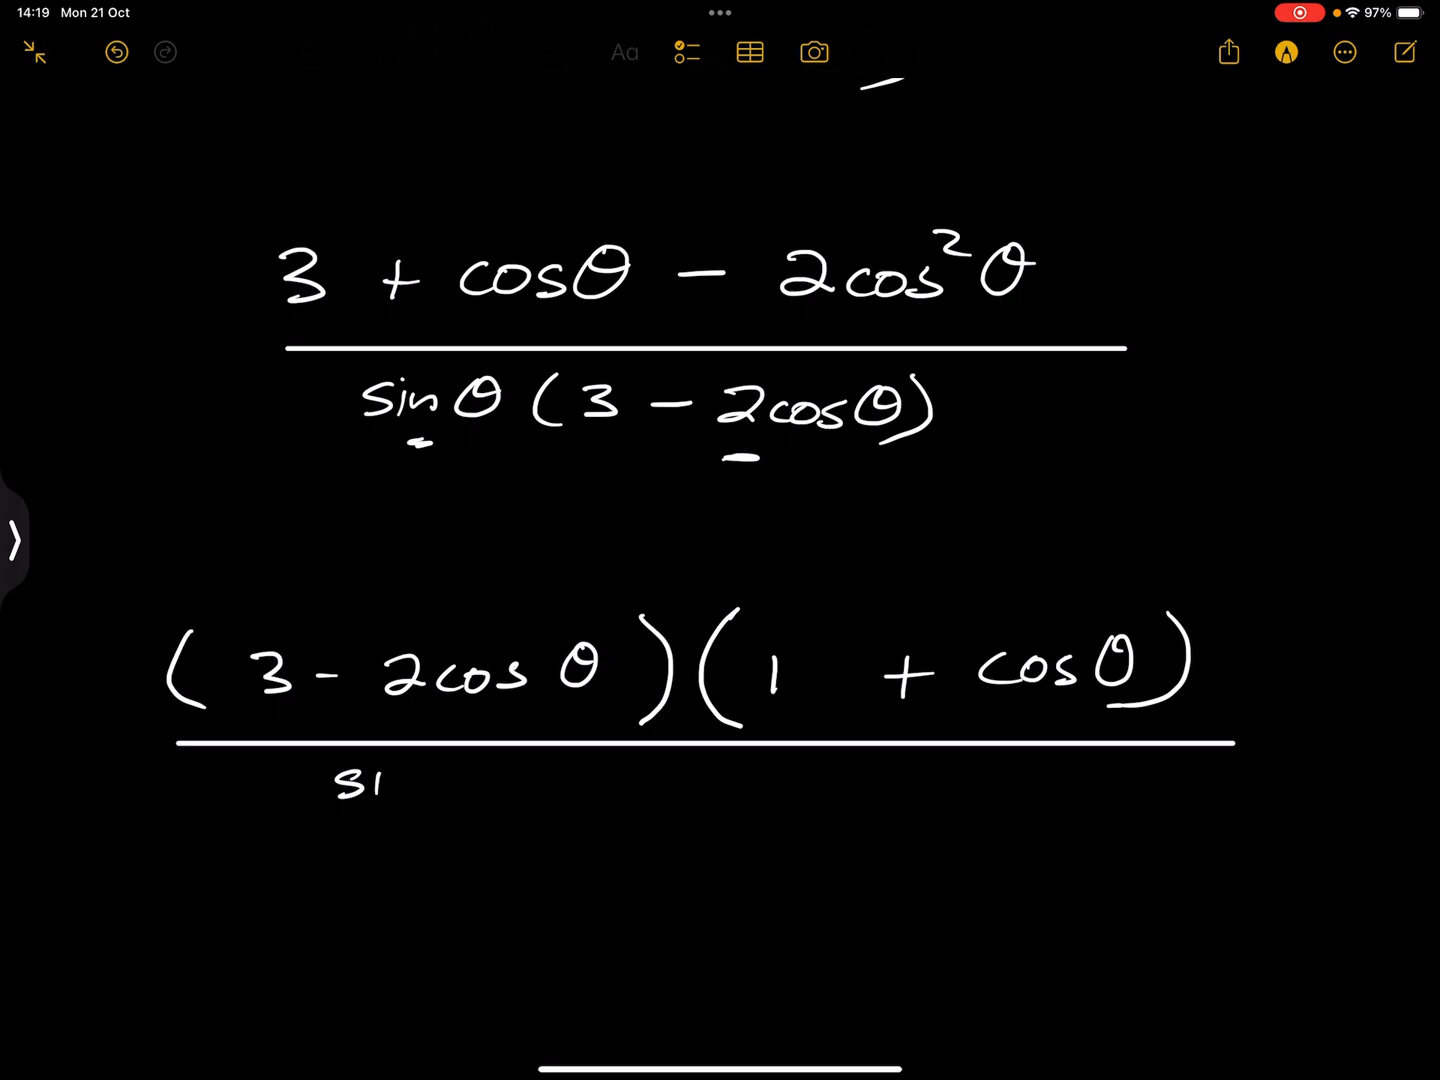 14:19 Mon 21 Oct 97%
Aa
3 + cosθ - 2cos²θ
sinθ (3 - 2cosθ)
(3 - 2cos θ)(1 + cosθ)
si